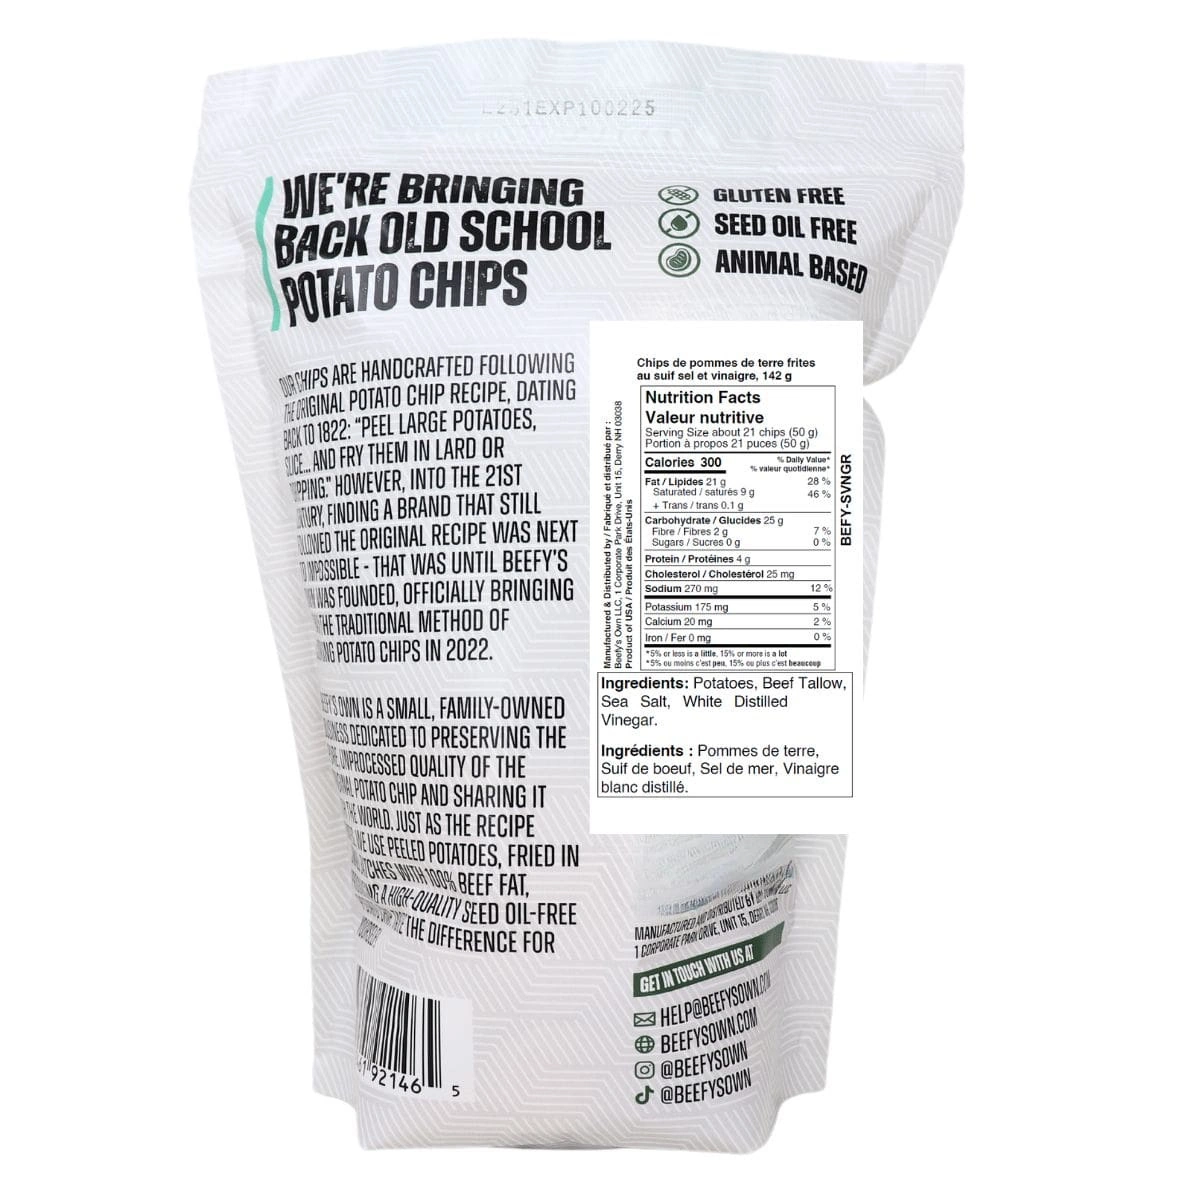 1EXP100225
WE'RE BRINGING
BACK OLD SCHOOL
POTATO CHIPS
GLUTEN FREE
SEED OIL FREE
ANIMAL BASED
OUR CHIPS ARE HANDCRAFTED FOLLOWING
THE ORIGINAL POTATO CHIP RECIPE, DATING
BACK TO 1822: “PEEL LARGE POTATOES,
SLICE... AND FRY THEM IN LARD OR
HOWEVER, INTO THE 21ST
FINDING A BRAND THAT STILL
THE ORIGINAL RECIPE WAS NEXT
IMPOSSIBLE - THAT WAS UNTIL BEEFY'S
WAS FOUNDED, OFFICIALLY BRINGING
THE TRADITIONAL METHOD OF
POTATO CHIPS IN 2022.
OWN IS A SMALL, FAMILY-OWNED
DEDICATED TO PRESERVING THE
UNPROCESSED QUALITY OF THE
POTATO CHIP AND SHARING IT
THE WORLD. JUST AS THE RECIPE
WE USE PEELED POTATOES, FRIED IN
WITH 100% BEEF FAT,
A HIGH-QUALITY SEED OIL-FREE
THE DIFFERENCE FOR
92146 5
Chips de pommes de terre frites
au suif sel et vinaigre, 142 g
Nutrition Facts
Valeur nutritive
Serving Size about 21 chips (50 g)
Portion à propos 21 puces (50 g)
Calories 300
% Daily Value*
% valeur quotidienne*
Fat / Lipides 21 g 28 %
Saturated / saturés 9 g 46 %
+ Trans / trans 0.1 g
Carbohydrate / Glucides 25 g
Fibre / Fibres 2 g 7 %
Sugars / Sucres 0 g 0 %
Protein / Protéines 4 g
Cholesterol / Cholestérol 25 mg
Sodium 270 mg 12 %
Potassium 175 mg 5 %
Calcium 20 mg 2 %
Iron / Fer 0 mg 0 %
*5% or less is a little, 15% or more is a lot
*5% ou moins c'est peu, 15% ou plus c'est beaucoup
Manufactured & Distributed by / Fabriqué et distribué par :
Beefy's Own LLC, 1 Corporate Park Drive, Unit 15, Derry NH 03038
Product of USA / Produit des États-Unis
BEFY-SVNGR
Ingredients: Potatoes, Beef Tallow,
Sea Salt, White Distilled
Vinegar.
Ingrédients : Pommes de terre,
Suif de boeuf, Sel de mer, Vinaigre
blanc distillé.
MANUFACTURED AND DISTRIBUTED BY
1 CORPORATE PARK DRIVE, UNIT 15,
GET IN TOUCH WITH US AT
HELP@BEEFYSOWN.COM
BEEFYSOWN.COM
@BEEFYSOWN
@BEEFYSOWN